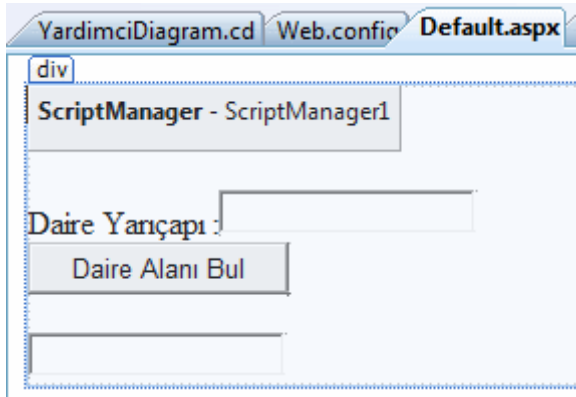 YardimciDiagram.cd Web.config Default.aspx
div
ScriptManager - ScriptManager1
Daire Yarıçapı :
Daire Alanı Bul